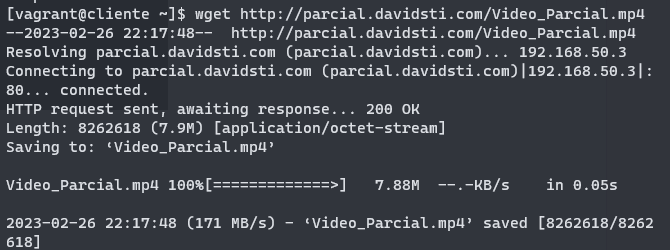 [vagrant@cliente ~]$ wget http://parcial.davidsti.com/Video_Parcial.mp4
--2023-02-26 22:17:48--  http://parcial.davidsti.com/Video_Parcial.mp4
Resolving parcial.davidsti.com (parcial.davidsti.com)... 192.168.50.3
Connecting to parcial.davidsti.com (parcial.davidsti.com)|192.168.50.3|:
80... connected.
HTTP request sent, awaiting response... 200 OK
Length: 8262618 (7.9M) [application/octet-stream]
Saving to: ‘Video_Parcial.mp4’
Video_Parcial.mp4 100%[=============>]   7.88M  --.-KB/s    in 0.05s
2023-02-26 22:17:48 (171 MB/s) - ‘Video_Parcial.mp4’ saved [8262618/8262
618]